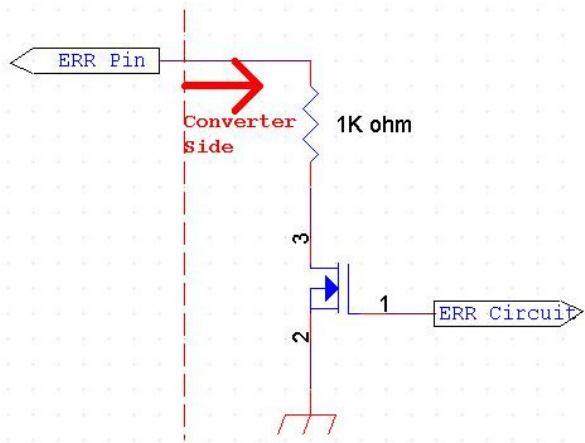 ERR Pin
Converter
Side
1K ohm
3
1
ERR Circuit
2